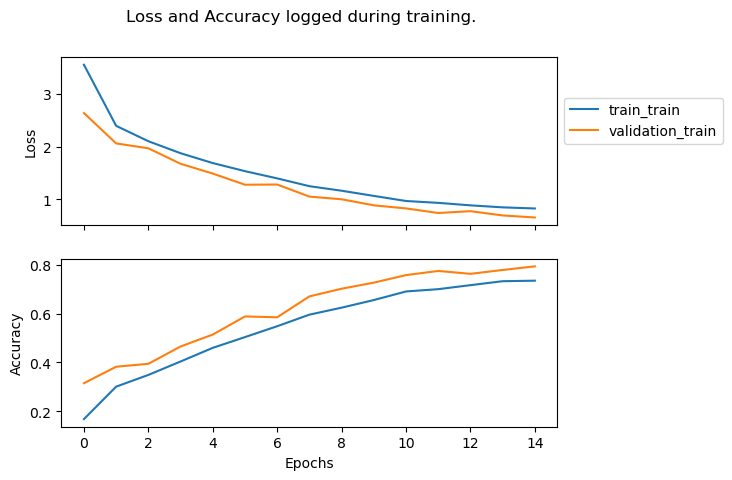 Loss and Accuracy logged during training.
3
2
1
Loss
train_train
validation_train
0.8
0.6
0.4
0.2
Accuracy
0 2 4 6 8 10 12 14
Epochs